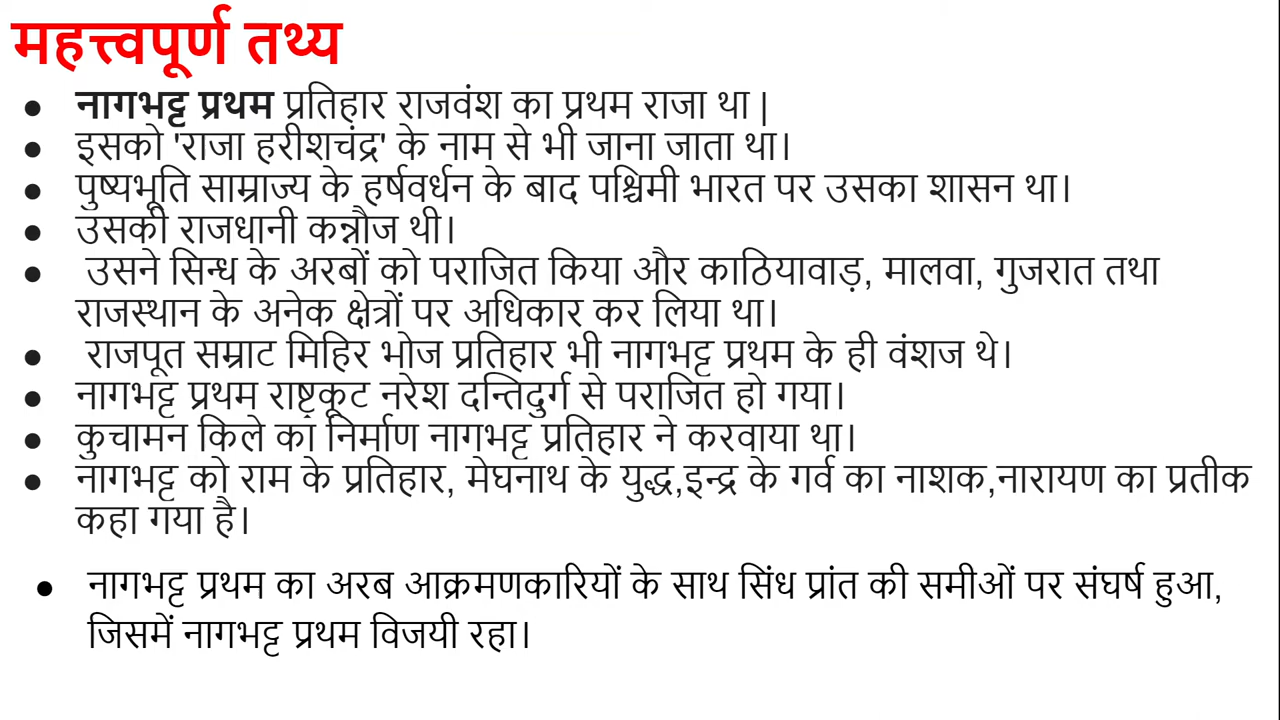 महत्त्वपूर्ण तथ्य
● नागभट्ट प्रथम प्रतिहार राजवंश का प्रथम राजा था |
● इसको 'राजा हरीशचंद्र' के नाम से भी जाना जाता था।
● पुष्यभूति साम्राज्य के हर्षवर्धन के बाद पश्चिमी भारत पर उसका शासन था।
● उसकी राजधानी कन्नौज थी।
● उसने सिन्ध के अरबों को पराजित किया और काठियावाड़, मालवा, गुजरात तथा
राजस्थान के अनेक क्षेत्रों पर अधिकार कर लिया था।
● राजपूत सम्राट मिहिर भोज प्रतिहार भी नागभट्ट प्रथम के ही वंशज थे।
● नागभट्ट प्रथम राष्ट्रकूट नरेश दन्तिदुर्ग से पराजित हो गया।
● कुचामन किले का निर्माण नागभट्ट प्रतिहार ने करवाया था।
● नागभट्ट को राम के प्रतिहार, मेघनाथ के युद्ध,इन्द्र के गर्व का नाशक,नारायण का प्रतीक
कहा गया है।
● नागभट्ट प्रथम का अरब आक्रमणकारियों के साथ सिंध प्रांत की समीओं पर संघर्ष हुआ,
जिसमें नागभट्ट प्रथम विजयी रहा।